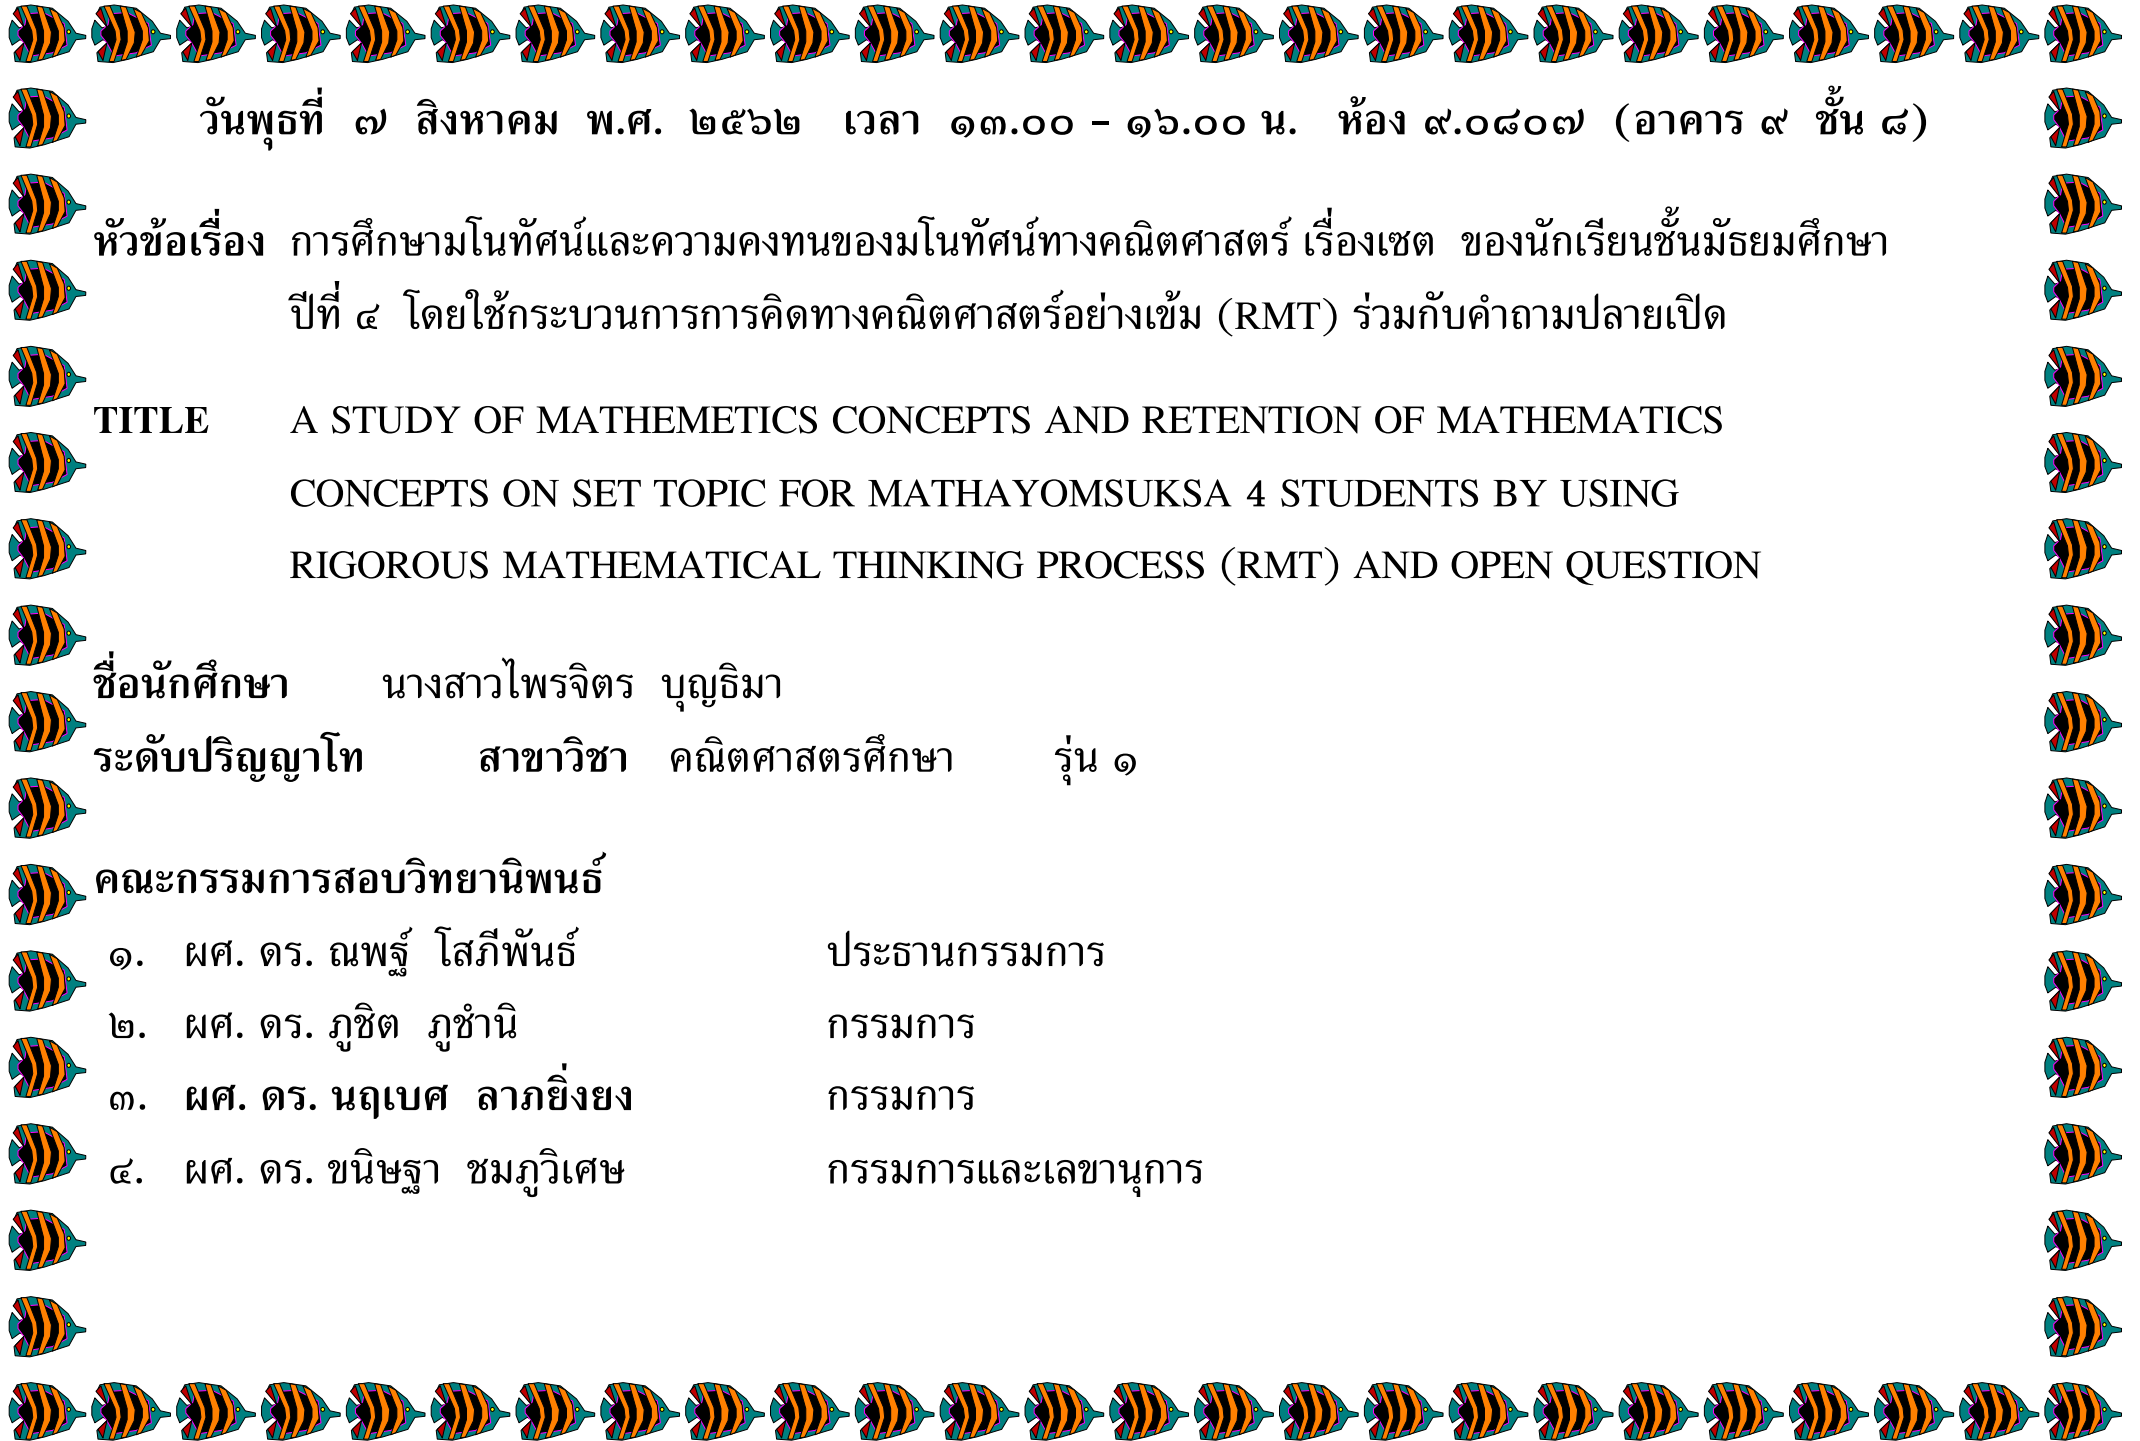 วันพุธที่ ๗ สิงหาคม พ.ศ. ๒๕๖๒ เวลา ๑๓.๐๐ – ๑๖.๐๐ น. ห้อง ๙.๐๘๐๗ (อาคาร ๙ ชั้น ๘)
หัวข้อเรื่อง การศึกษามโนทัศน์และความคงทนของมโนทัศน์ทางคณิตศาสตร์ เรื่องเซต ของนักเรียนชั้นมัธยมศึกษา
ปีที่ ๔ โดยใช้กระบวนการการคิดทางคณิตศาสตร์อย่างเข้ม (RMT) ร่วมกับคำถามปลายเปิด
TITLE A STUDY OF MATHEMETICS CONCEPTS AND RETENTION OF MATHEMATICS
CONCEPTS ON SET TOPIC FOR MATHAYOMSUKSA 4 STUDENTS BY USING
RIGOROUS MATHEMATICAL THINKING PROCESS (RMT) AND OPEN QUESTION
ชื่อนักศึกษา นางสาวไพรจิตร บุญธิมา
ระดับปริญญาโท สาขาวิชา คณิตศาสตรศึกษา รุ่น ๑
คณะกรรมการสอบวิทยานิพนธ์
๑. ผศ. ดร. ณพฐ์ โสภีพันธ์ ประธานกรรมการ
๒. ผศ. ดร. ภูชิต ภูชำนิ กรรมการ
๓. ผศ. ดร. นฤเบศ ลาภยิ่งยง กรรมการ
๔. ผศ. ดร. ขนิษฐา ชมภูวิเศษ กรรมการและเลขานุการ